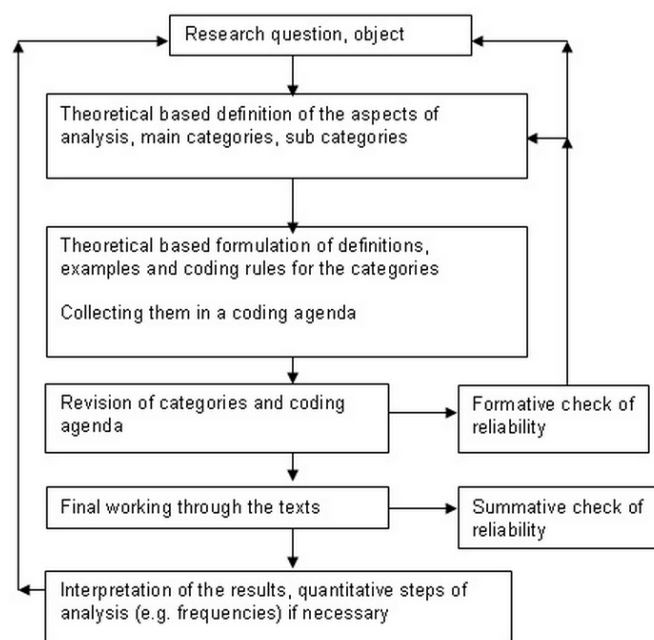 Research question, object
Theoretical based definition of the aspects of
analysis, main categories, sub categories
Theoretical based formulation of definitions,
examples and coding rules for the categories
Collecting them in a coding agenda
Revision of categories and coding
agenda
Formative check of
reliability
Final working through the texts
Summative check of
reliability
Interpretation of the results, quantitative steps of
analysis (e.g. frequencies) if necessary